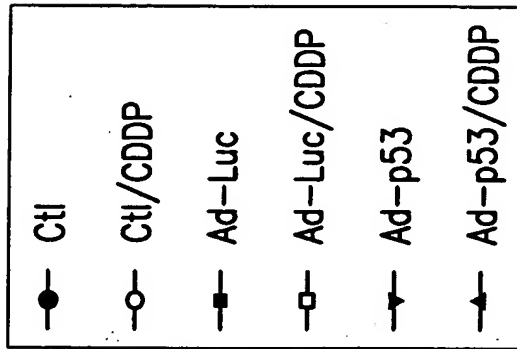 Ctl
Ctl/CDDP
Ad-Luc
Ad-Luc/CDDP
Ad-p53
Ad-p53/CDDP